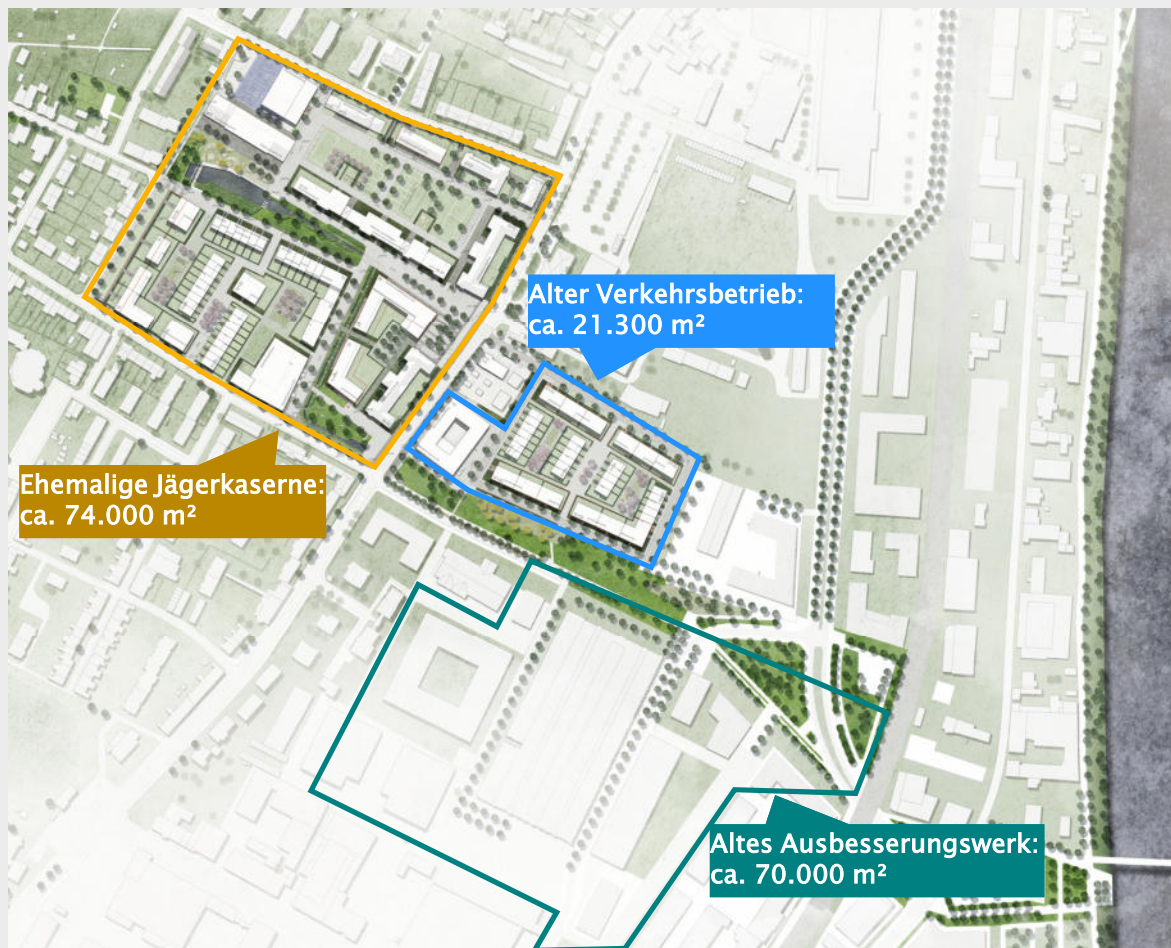 Alter Verkehrsbetrieb:
ca. 21.300 m²
Ehemalige Jägerkaserne:
ca. 74.000 m²
Altes Ausbesserungswerk:
ca. 70.000 m²